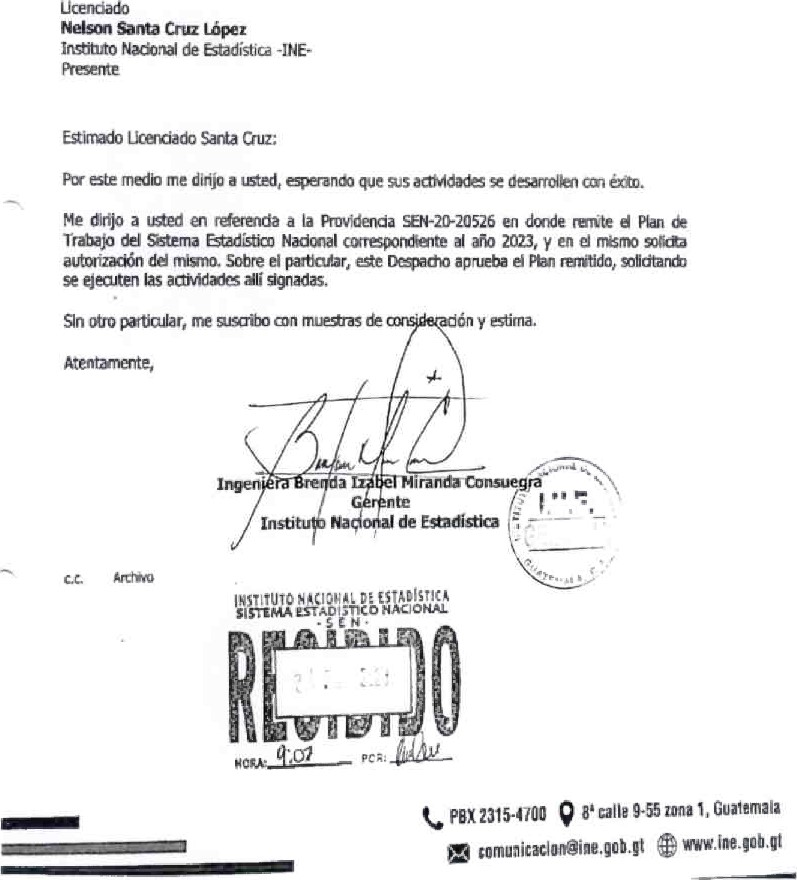 Licenciado
Nelson Santa Cruz López
Instituto Nacional de Estadística -INE-
Presente
Estimado Licenciado Santa Cruz:
Por este medio me dirijo a usted, esperando que sus actividades se desarrollen con éxito.
Me dirijo a usted en referencia a la Providencia SEN-20-20526 en donde remite el Plan de
Trabajo del Sistema Estadístico Nacional correspondiente al año 2023, y en el mismo solicita
autorización del mismo. Sobre el particular, este Despacho aprueba el Plan remitido, solicitando
se ejecuten las actividades allí signadas.
Sin otro particular, me suscribo con muestras de consideración y estima.
Atentamente,
Ingeniera Brenda Izabel Miranda Consuegra
Gerente
Instituto Nacional de Estadística
GUATEMALA, C.A.
c.c. Archivo
INSTITUTO NACIONAL DE ESTADÍSTICA
SISTEMA ESTADÍSTICO NACIONAL
- S E N -
RECIBIDO
HORA: 9:07 POR:
PBX 2315-4700 8ª calle 9-55 zona 1, Guatemala
comunicacion@ine.gob.gt www.ine.gob.gt